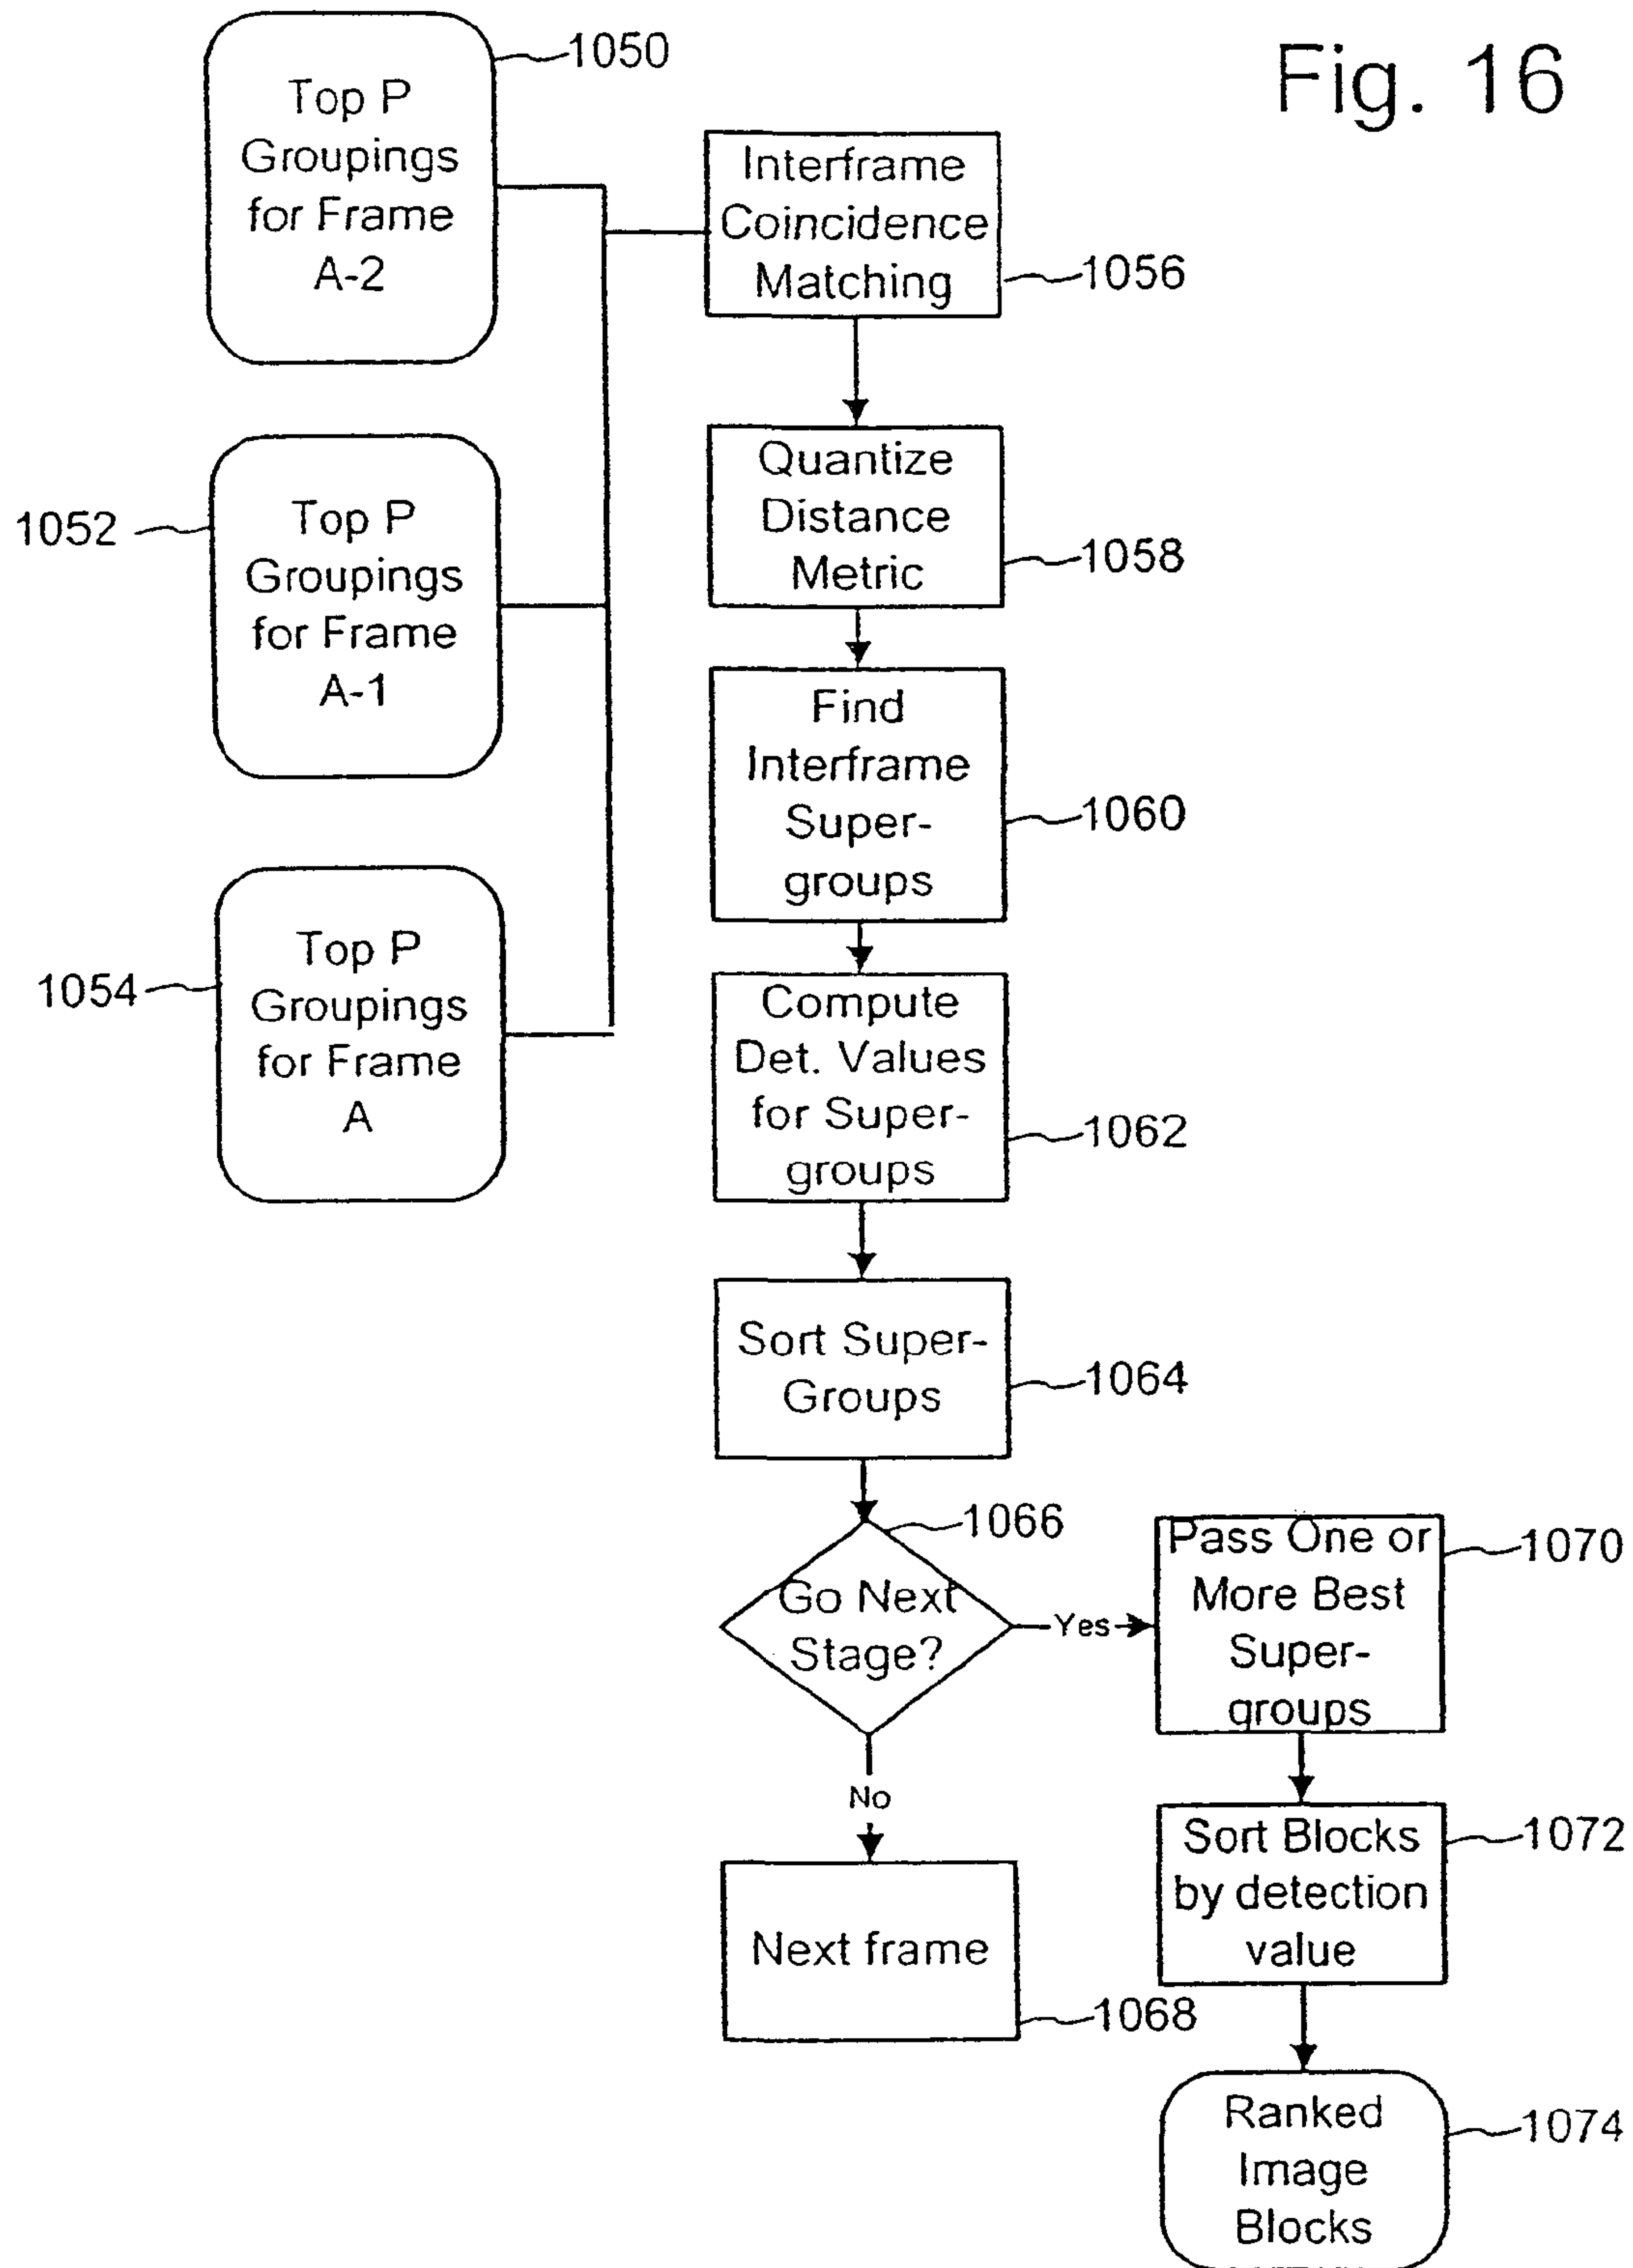 Fig. 16
1050
Top P
Groupings
for Frame
A-2
Interframe
Coincidence
Matching
1056
1052
Top P
Groupings
for Frame
A-1
Quantize
Distance
Metric
1058
Find
Interframe
Super-
groups
1060
1054
Top P
Groupings
for Frame
A
Compute
Det. Values
for Super-
groups
1062
Sort Super-
Groups
1064
1066
Go Next
Stage?
Yes
Pass One or
More Best
Super-
groups
1070
No
Next frame
1068
Sort Blocks
by detection
value
1072
Ranked
Image
Blocks
1074